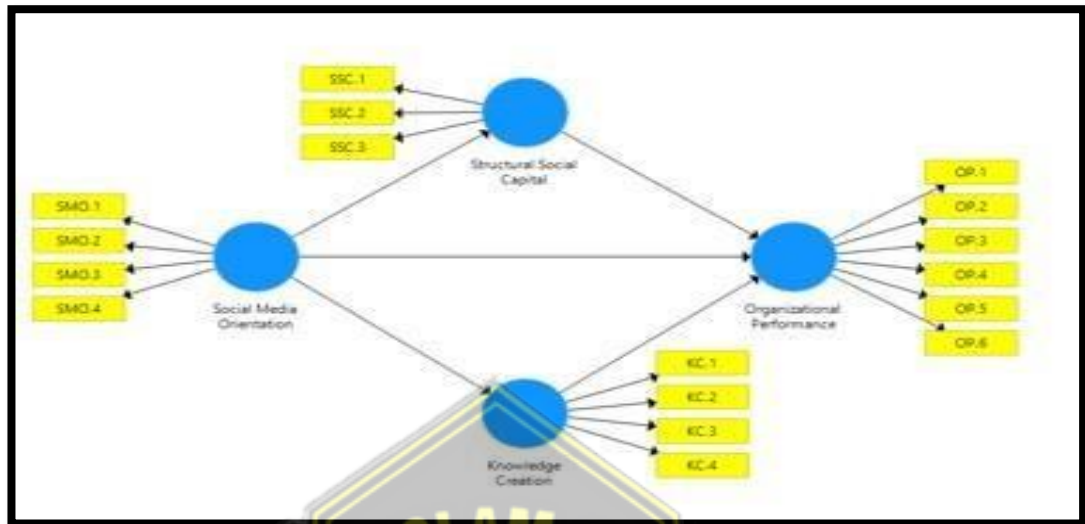 SSC.1
SSC.2
SSC.3
Structural Social
Capital
SMO.1
SMO.2
SMO.3
SMO.4
Social Media
Orientation
OP.1
OP.2
OP.3
OP.4
OP.5
OP.6
Organizational
Performance
KC.1
KC.2
KC.3
KC.4
Knowledge
Creation